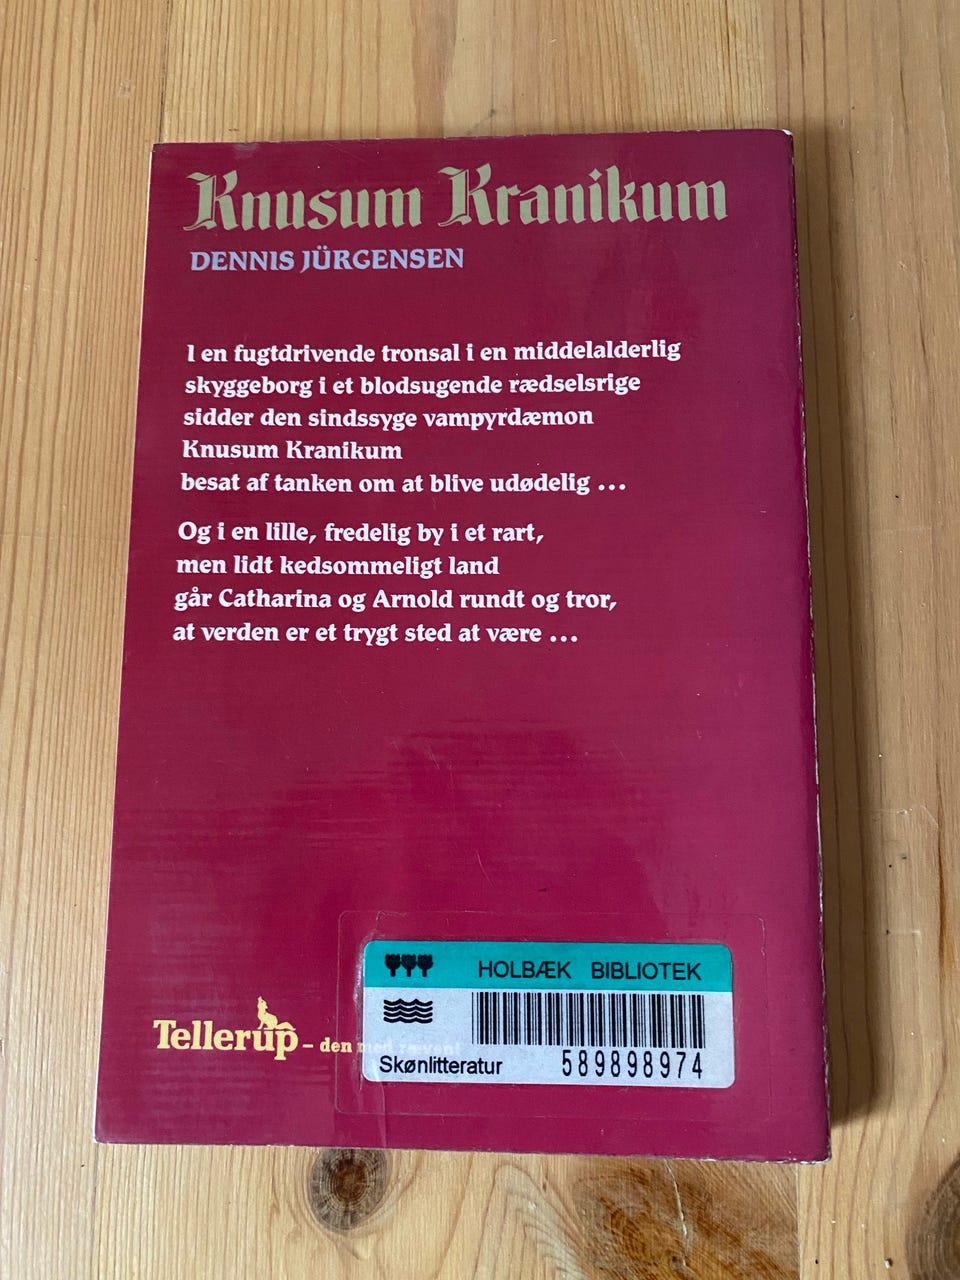 Knusum Kranikum
DENNIS JÜRGENSEN
I en fugtdrivende tronsal i en middelalderlig
skyggeborg i et blodsugende rædselsrige
sidder den sindssyge vampyrdæmon
Knusum Kranikum
besat af tanken om at blive udødelig ...
Og i en lille, fredelig by i et rart,
men lidt kedsommeligt land
går Catharina og Arnold rundt og tror,
at verden er et trygt sted at være ...
Tellerup – den med ræven!
HOLBÆK BIBLIOTEK
Skønlitteratur 589898974